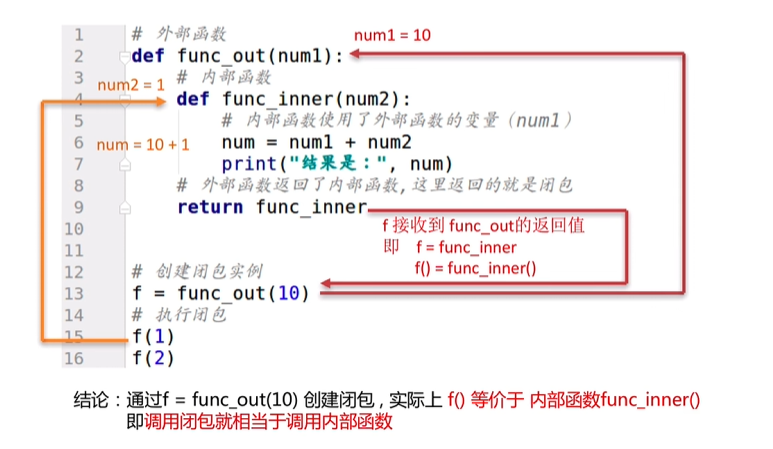 1 # 外部函数 num1 = 10
2 def func_out(num1):
3 # 内部函数
num2 = 1
4 def func_inner(num2):
5 # 内部函数使用了外部函数的变量（num1）
6 num = 10 + 1 num = num1 + num2
7 print("结果是：", num)
8 # 外部函数返回了内部函数,这里返回的就是闭包
9 return func_inner
10 f 接收到 func_out的返回值
11 即 f = func_inner
12 # 创建闭包实例 f() = func_inner()
13 f = func_out(10)
14 # 执行闭包
15 f(1)
16 f(2)
结论：通过f = func_out(10) 创建闭包 , 实际上 f() 等价于 内部函数func_inner()
即调用闭包就相当于调用内部函数